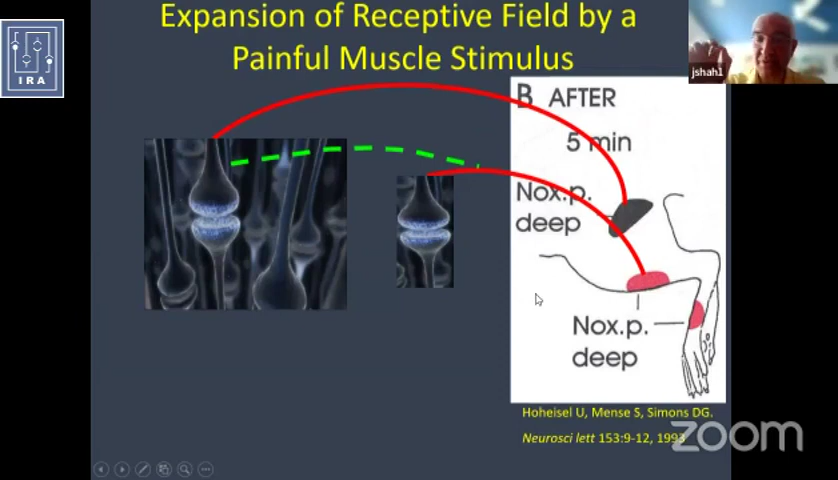 Expansion of Receptive Field by a
Painful Muscle Stimulus
IRA
jshah1
B AFTER
5 min
Nox.p.
deep
Nox.p.
deep
Hoheisel U, Mense S, Simons DG.
Neurosci lett 153:9-12, 1993
zoom